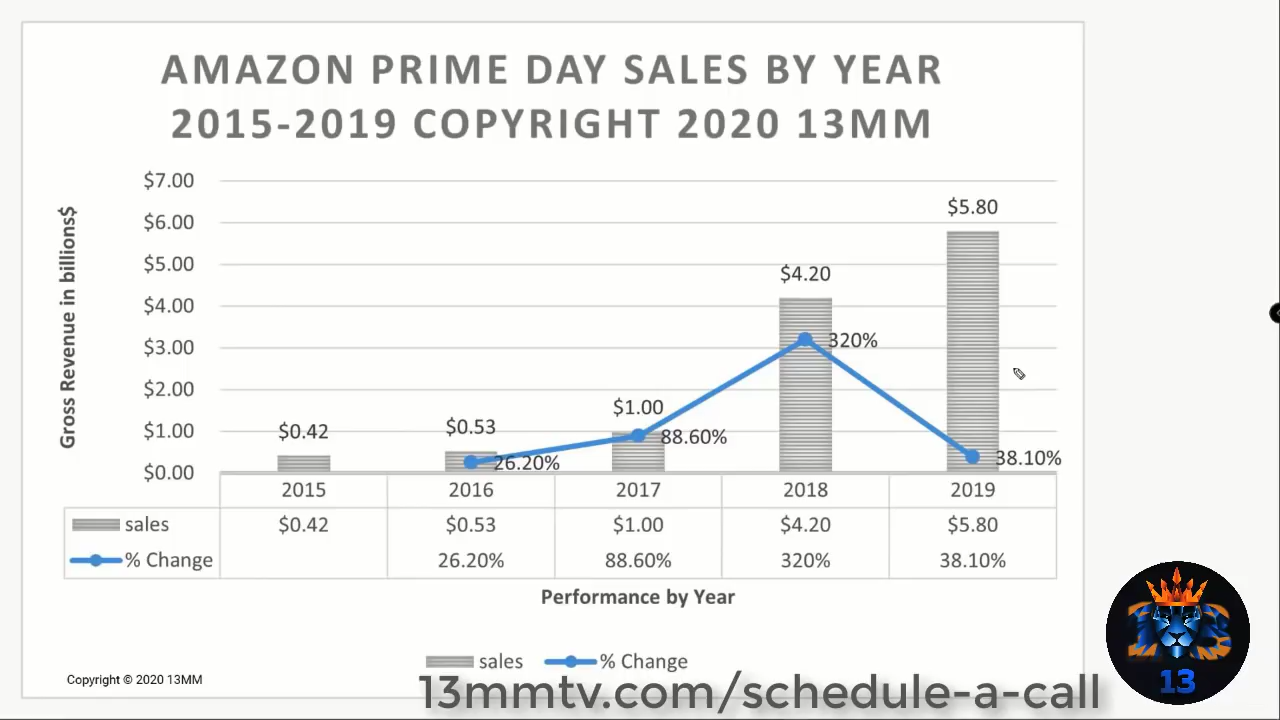 AMAZON PRIME DAY SALES BY YEAR
2015-2019 COPYRIGHT 2020 13MM
Gross Revenue in billions$
$7.00
$6.00
$5.00
$4.00
$3.00
$2.00
$1.00
$0.00
$0.42
$0.53
$1.00
$4.20
$5.80
26.20%
88.60%
320%
38.10%
2015 2016 2017 2018 2019
sales $0.42 $0.53 $1.00 $4.20 $5.80
% Change 26.20% 88.60% 320% 38.10%
Performance by Year
sales % Change
Copyright © 2020 13MM
13mmtv.com/schedule-a-call
13
13